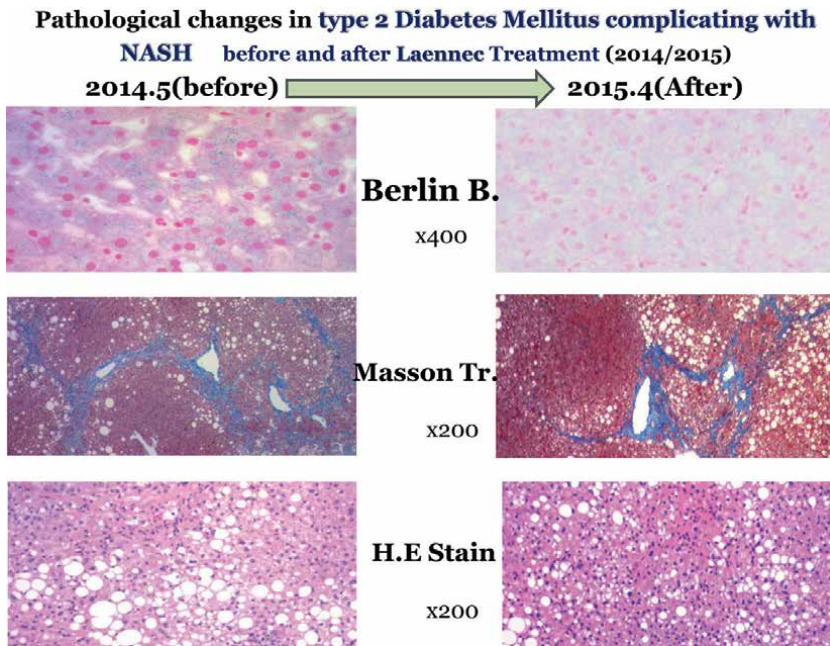 Pathological changes in type 2 Diabetes Mellitus complicating with
NASH before and after Laennec Treatment (2014/2015)
2014.5(before) 2015.4(After)
Berlin B.
x400
Masson Tr.
x200
H.E Stain
x200